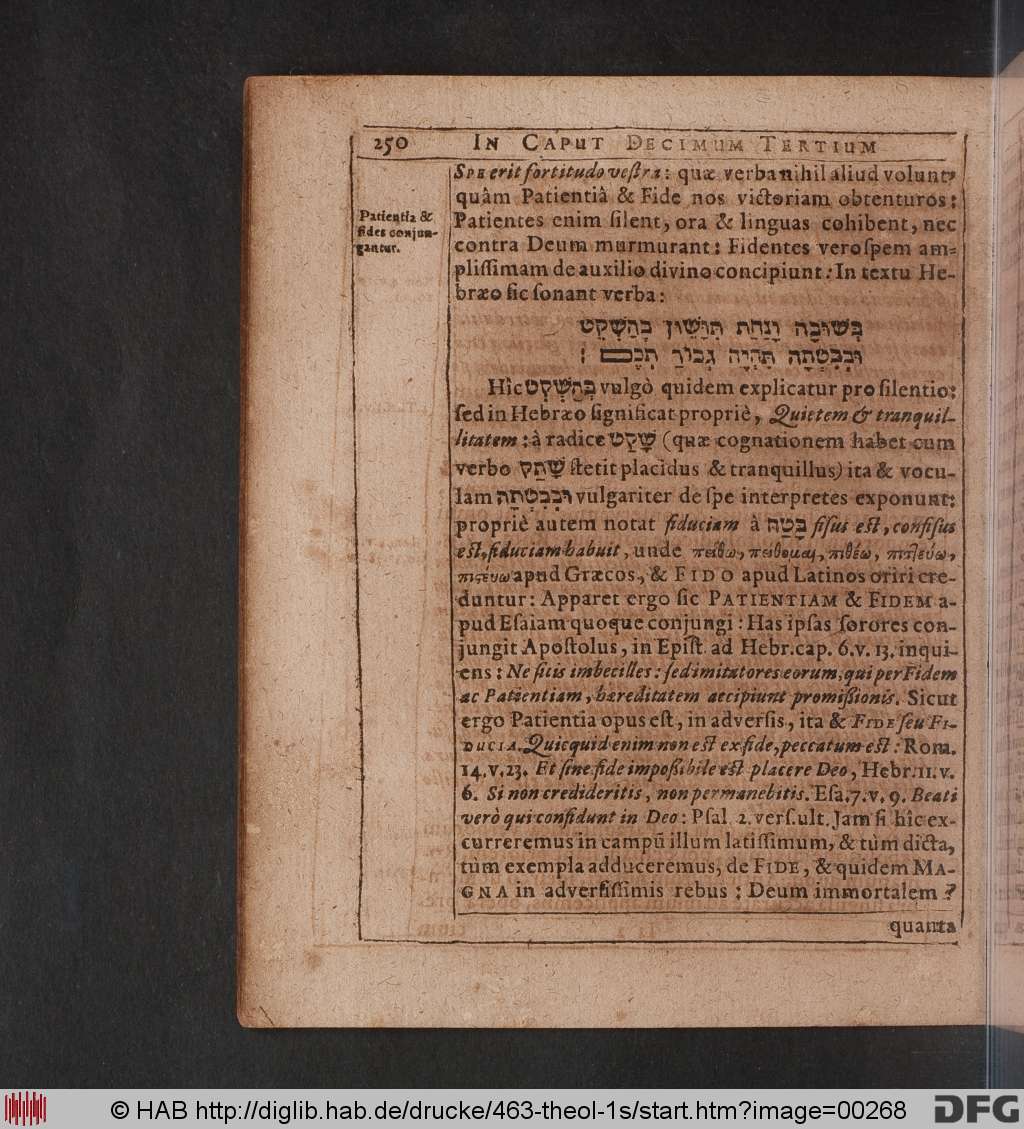 250 IN CAPUT DECIMUM TERTIUM
SPE erit fortitudo veſtra: quæ verba nihil aliud volunt,
quàm Patientiâ & Fide nos victoriam obtenturos:
Patientia &
fides conjun-
gantur.
Patientes enim ſilent, ora & linguas cohibent, nec
contra Deum murmurant: Fidentes vero ſpem am-
pliſſimam de auxilio divino concipiunt: In textu He-
bræo ſic ſonant verba:
בְּשׁוּבָה וָנַחַת תִּוָּשֵׁוּן בְּהַשְׁקֵט
וּבְבִטְחָה תִּהְיֶה גְּבוּרַ תְכֶם :
Hîc בְּהַשְׁקֵט vulgò quidem explicatur pro ſilentio:
ſed in Hebræo ſignificat propriè, Quietem & tranquil-
litatem: à radice שָׁקַט (quæ cognationem habet cum
verbo שָׁתַק ſtetit placidus & tranquillus) ita & vocu-
lam וּבְבִטְחָה vulgariter de ſpe interpretes exponunt:
propriè autem notat fiduciam à בָּטַח fiſus eſt, confiſus
eſt, fiduciam habuit, unde πείθω, πείθομαι, πιθέω, πιστεύω,
πιςευω apud Græcos, & FIDO apud Latinos oriri cre-
duntur: Apparet ergo ſic PATIENTIAM & FIDEM a-
pud Eſaiam quoque conjungi: Has ipſas ſorores con-
jungit Apoſtolus, in Epiſt. ad Hebr. cap. 6. v. 13. inqui-
ens: Ne ſitis imbecilles: ſed imitatores eorum, qui per Fidem
ac Patientiam, hæreditatem accipiunt promiſſionis. Sicut
ergo Patientia opus eſt, in adverſis, ita & FIDE ſeu FI-
DUCIA. Quicquid enim non eſt ex fide, peccatum eſt: Rom.
14. v. 23. Et ſine fide impoſſibile eſt placere Deo, Hebr. 11. v.
6. Si non credideritis, non permanebitis. Eſa. 7. v. 9. Beati
verò qui confidunt in Deo: Pſal. 2. verſ. ult. Jam ſi hîc ex-
curreremus in campū illum latiſſimum, & tùm dicta,
tùm exempla adduceremus, de FIDE, & quidem MA-
GNA in adverſiſſimis rebus: Deum immortalem?
quanta
© HAB http://diglib.hab.de/drucke/463-theol-1s/start.htm?image=00268
DFG